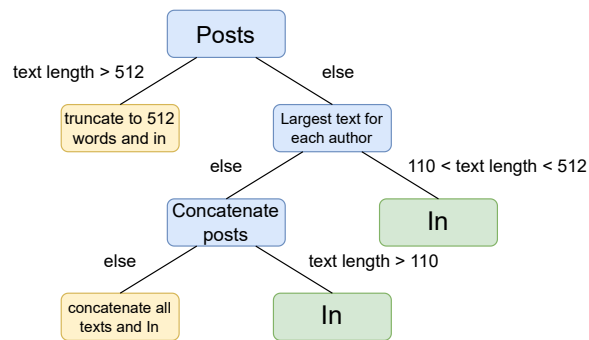 Posts
text length > 512
else
truncate to 512
words and in
Largest text for
each author
else
110 < text length < 512
Concatenate
posts
In
else
text length > 110
concatenate all
texts and In
In